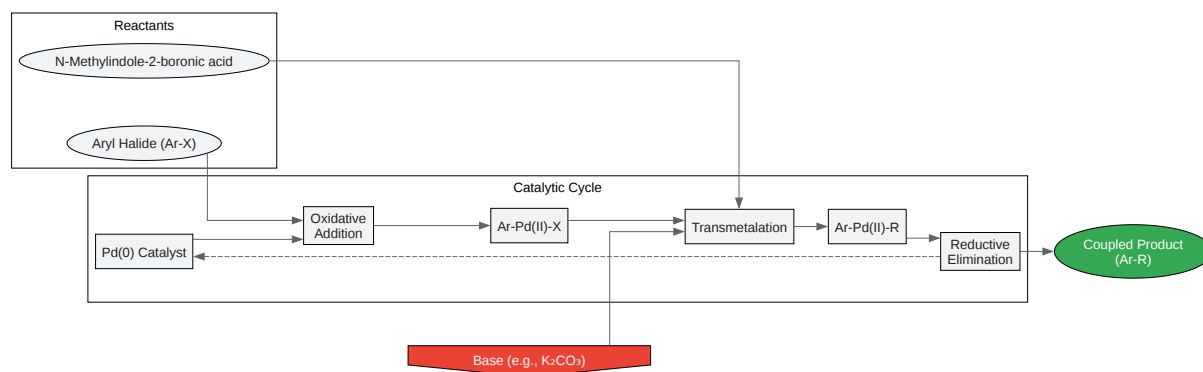 Reactants
N-Methylindole-2-boronic acid
Aryl Halide (Ar-X)
Catalytic Cycle
Oxidative
Addition
Ar-Pd(II)-X
Transmetalation
Ar-Pd(II)-R
Pd(0) Catalyst
Reductive
Elimination
Coupled Product
(Ar-R)
Base (e.g., K₂CO₃)